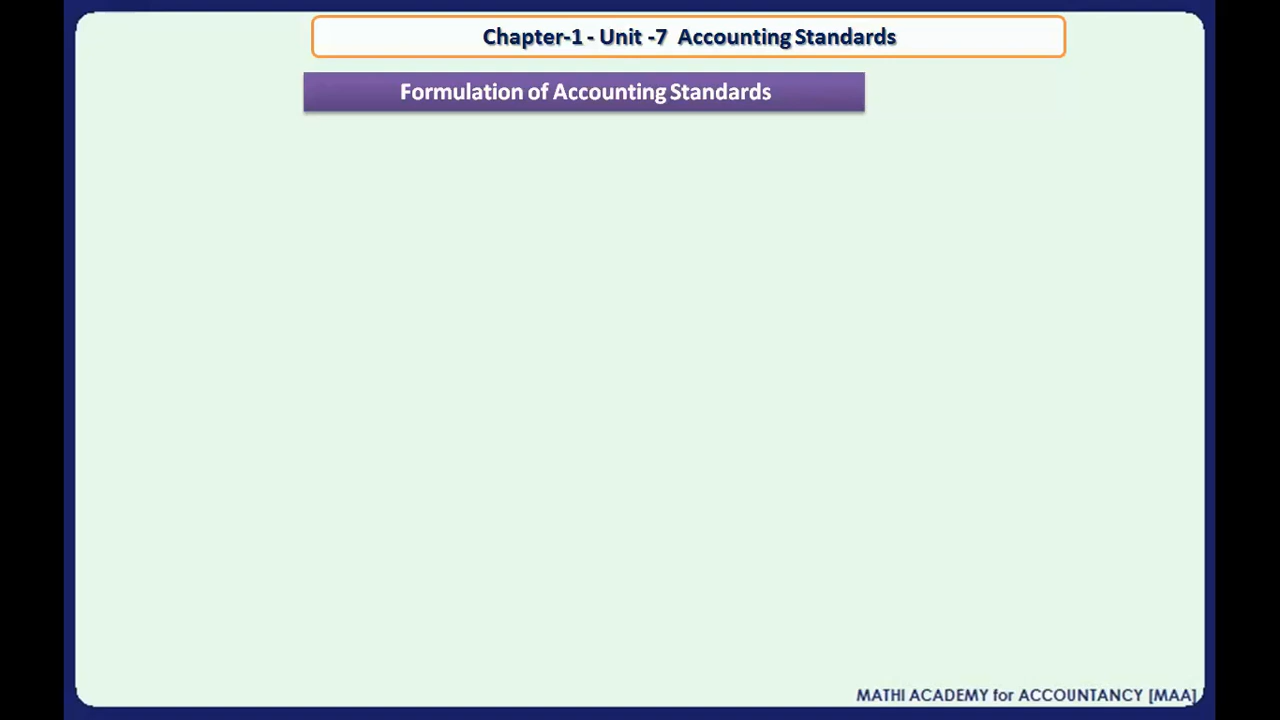 Chapter-1 - Unit -7 Accounting Standards
Formulation of Accounting Standards
MATHI ACADEMY for ACCOUNTANCY [MAA]